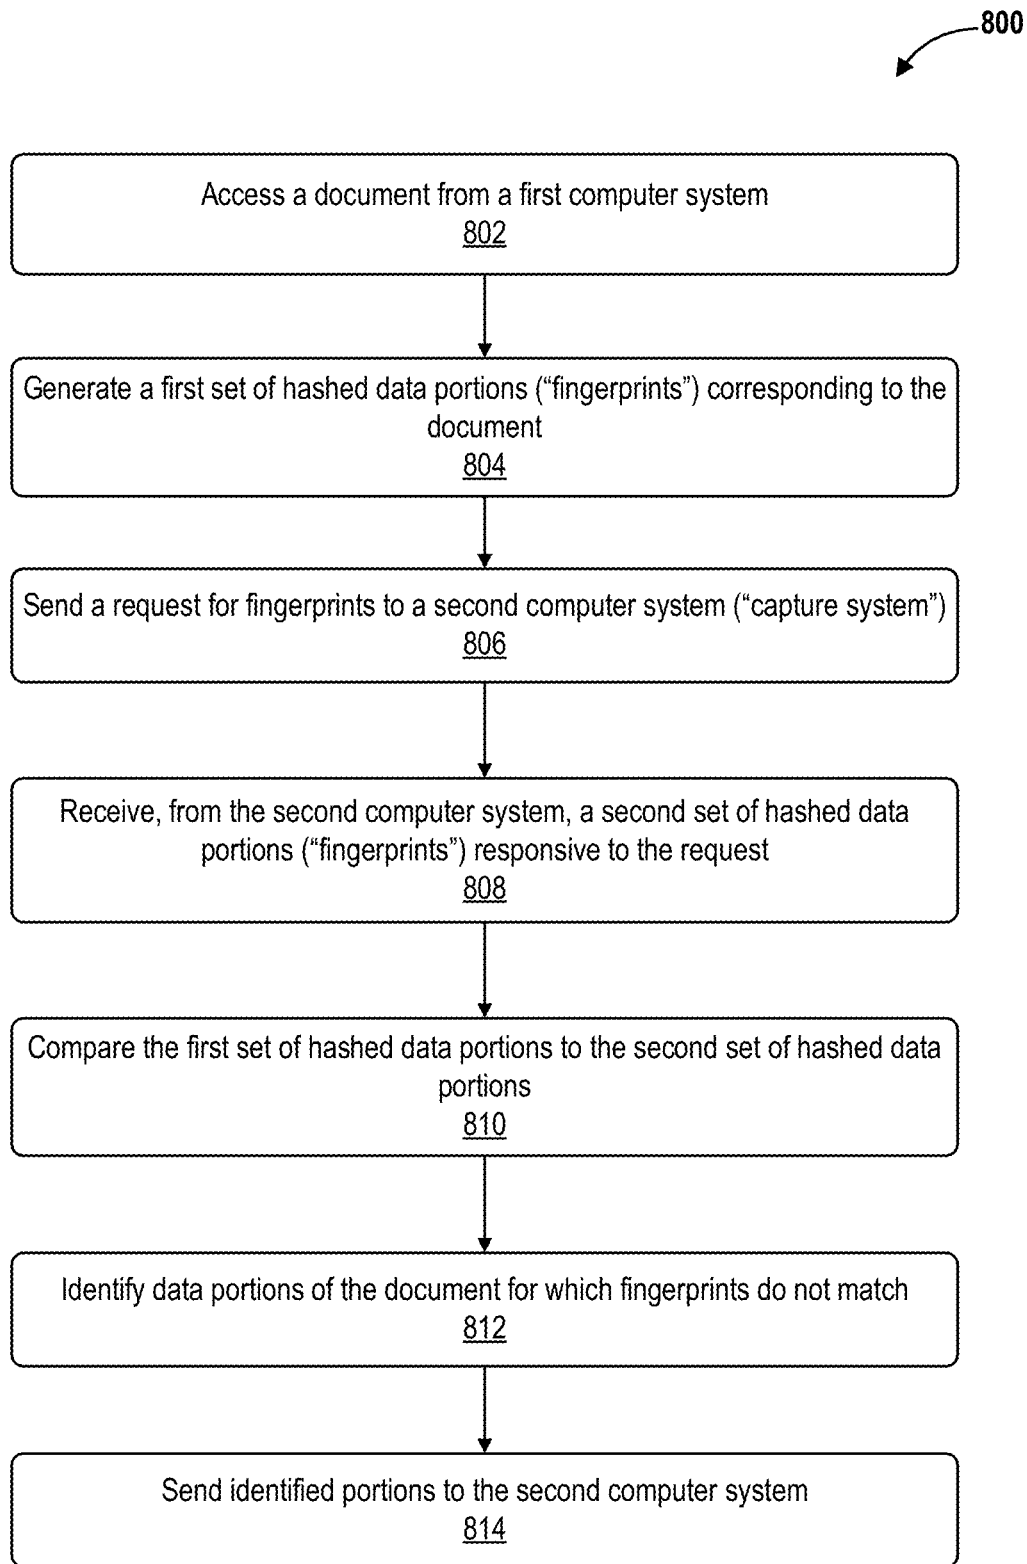 800
Access a document from a first computer system
802
Generate a first set of hashed data portions (“fingerprints”) corresponding to the
document
804
Send a request for fingerprints to a second computer system (“capture system”)
806
Receive, from the second computer system, a second set of hashed data
portions (“fingerprints”) responsive to the request
808
Compare the first set of hashed data portions to the second set of hashed data
portions
810
Identify data portions of the document for which fingerprints do not match
812
Send identified portions to the second computer system
814